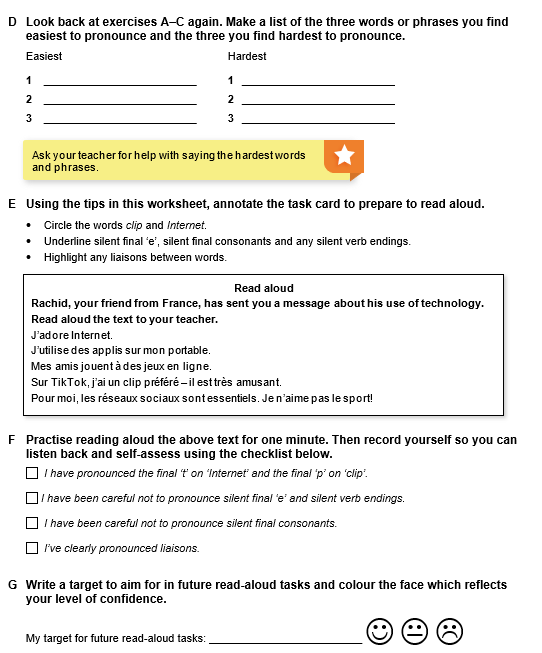 D Look back at exercises A–C again. Make a list of the three words or phrases you find
easiest to pronounce and the three you find hardest to pronounce.
Easiest Hardest
1 ____________________ 1 ____________________
2 ____________________ 2 ____________________
3 ____________________ 3 ____________________
Ask your teacher for help with saying the hardest words
and phrases.
E Using the tips in this worksheet, annotate the task card to prepare to read aloud.
• Circle the words clip and Internet.
• Underline silent final ‘e’, silent final consonants and any silent verb endings.
• Highlight any liaisons between words.
Read aloud
Rachid, your friend from France, has sent you a message about his use of technology.
Read aloud the text to your teacher.
J’adore Internet.
J’utilise des applis sur mon portable.
Mes amis jouent à des jeux en ligne.
Sur TikTok, j’ai un clip préféré – il est très amusant.
Pour moi, les réseaux sociaux sont essentiels. Je n’aime pas le sport!
F Practise reading aloud the above text for one minute. Then record yourself so you can
listen back and self-assess using the checklist below.
I have pronounced the final ‘t’ on ‘Internet’ and the final ‘p’ on ‘clip’.
I have been careful not to pronounce silent final ‘e’ and silent verb endings.
I have been careful not to pronounce silent final consonants.
I’ve clearly pronounced liaisons.
G Write a target to aim for in future read-aloud tasks and colour the face which reflects
your level of confidence.
My target for future read-aloud tasks: ____________________